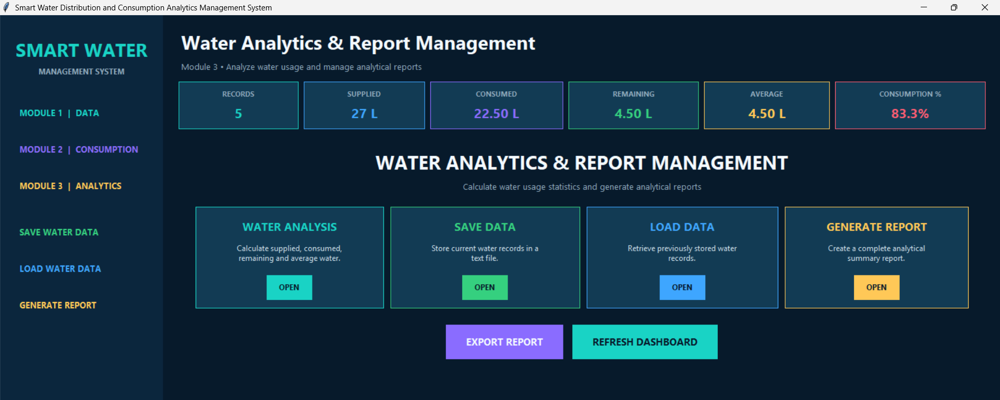 Smart Water Distribution and Consumption Analytics Management System
SMART WATER
MANAGEMENT SYSTEM
MODULE 1 | DATA
MODULE 2 | CONSUMPTION
MODULE 3 | ANALYTICS
SAVE WATER DATA
LOAD WATER DATA
GENERATE REPORT
Water Analytics & Report Management
Module 3 • Analyze water usage and manage analytical reports
RECORDS
5
SUPPLIED
27 L
CONSUMED
22.50 L
REMAINING
4.50 L
AVERAGE
4.50 L
CONSUMPTION %
83.3%
WATER ANALYTICS & REPORT MANAGEMENT
Calculate water usage statistics and generate analytical reports
WATER ANALYSIS
Calculate supplied, consumed,
remaining and average water.
OPEN
SAVE DATA
Store current water records in a
text file.
OPEN
LOAD DATA
Retrieve previously stored water
records.
OPEN
GENERATE REPORT
Create a complete analytical
summary report.
OPEN
EXPORT REPORT
REFRESH DASHBOARD